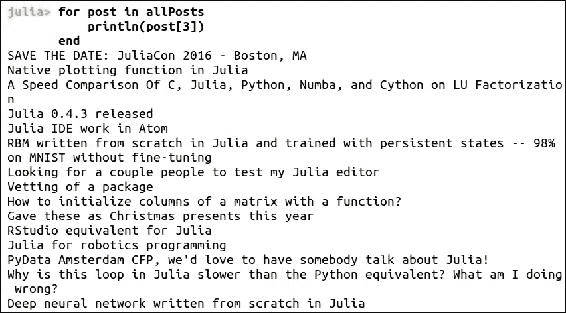 julia> for post in allPosts
println(post[3])
end
SAVE THE DATE: JuliaCon 2016 - Boston, MA
Native plotting function in Julia
A Speed Comparison Of C, Julia, Python, Numba, and Cython on LU Factorizatio
n
Julia 0.4.3 released
Julia IDE work in Atom
RBM written from scratch in Julia and trained with persistent states -- 98%
on MNIST without fine-tuning
Looking for a couple people to test my Julia editor
Vetting of a package
How to initialize columns of a matrix with a function?
Gave these as Christmas presents this year
RStudio equivalent for Julia
Julia for robotics programming
PyData Amsterdam CFP, we'd love to have somebody talk about Julia!
Why is this loop in Julia slower than the Python equivalent? What am I doing
wrong?
Deep neural network written from scratch in Julia